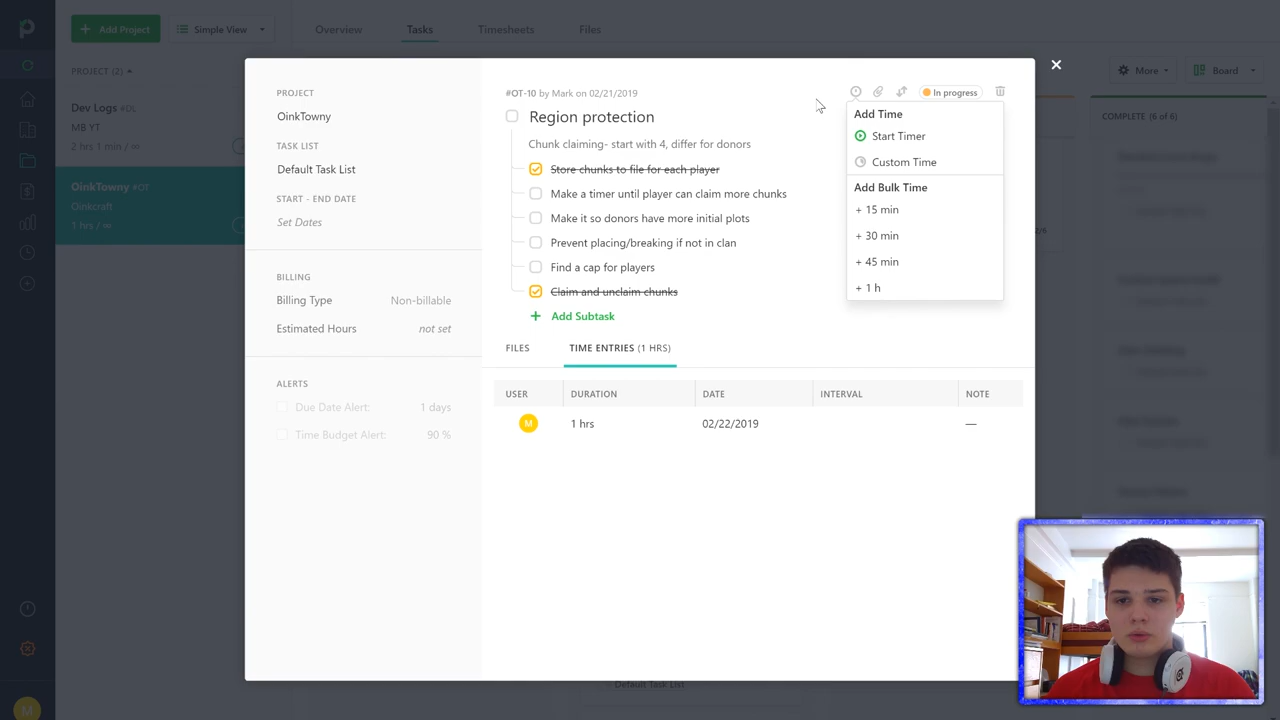 Add Project
Simple View
Overview
Tasks
Timesheets
Files
PROJECT (2)
Dev Logs #DL
MB YT
2 hrs 1 min / ∞
OinkTowny #OT
Oinkcraft
1 hrs / ∞
More
Board
COMPLETE (6 of 6)
PROJECT
OinkTowny
TASK LIST
Default Task List
START - END DATE
Set Dates
BILLING
Billing Type Non-billable
Estimated Hours not set
ALERTS
Due Date Alert: 1 days
Time Budget Alert: 90 %
#OT-10 by Mark on 02/21/2019
In progress
Region protection
Chunk claiming- start with 4, differ for donors
Store chunks to file for each player
Make a timer until player can claim more chunks
Make it so donors have more initial plots
Prevent placing/breaking if not in clan
Find a cap for players
Claim and unclaim chunks
Add Subtask
Add Time
Start Timer
Custom Time
Add Bulk Time
+ 15 min
+ 30 min
+ 45 min
+ 1 h
FILES
TIME ENTRIES (1 HRS)
USER DURATION DATE INTERVAL NOTE
M 1 hrs 02/22/2019 —
Default Task List
M